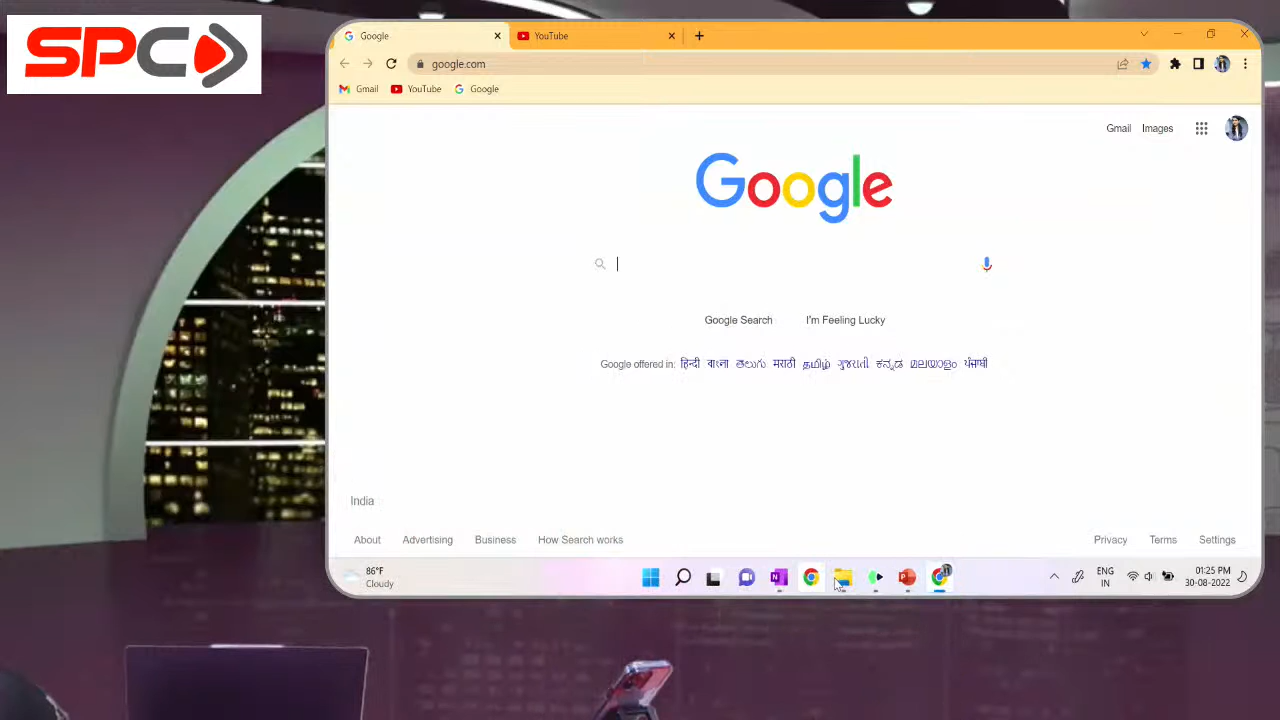 SPC
Google
YouTube
google.com
Gmail YouTube Google
Gmail Images
Google
Google Search I'm Feeling Lucky
Google offered in: हिन्दी বাংলা తెలుగు मराठी தமிழ் ગુજરાતી ಕನ್ನಡ മലയാളം ਪੰਜਾਬੀ
India
About Advertising Business How Search works
Privacy Terms Settings
86°F
Cloudy
ENG
IN
01:25 PM
30-08-2022